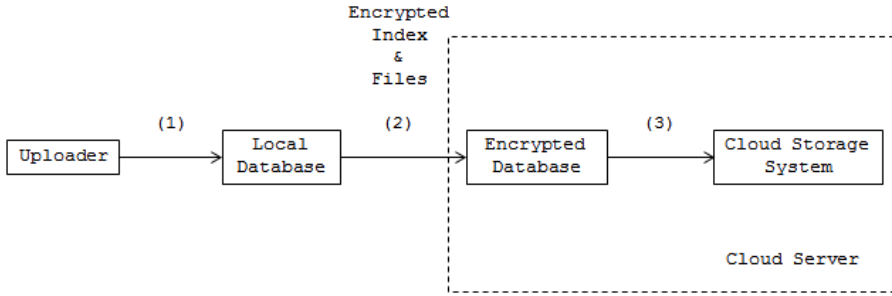 Encrypted
Index
&
Files
(1)
(2)
(3)
Uploader
Local
Database
Encrypted
Database
Cloud Storage
System
Cloud Server